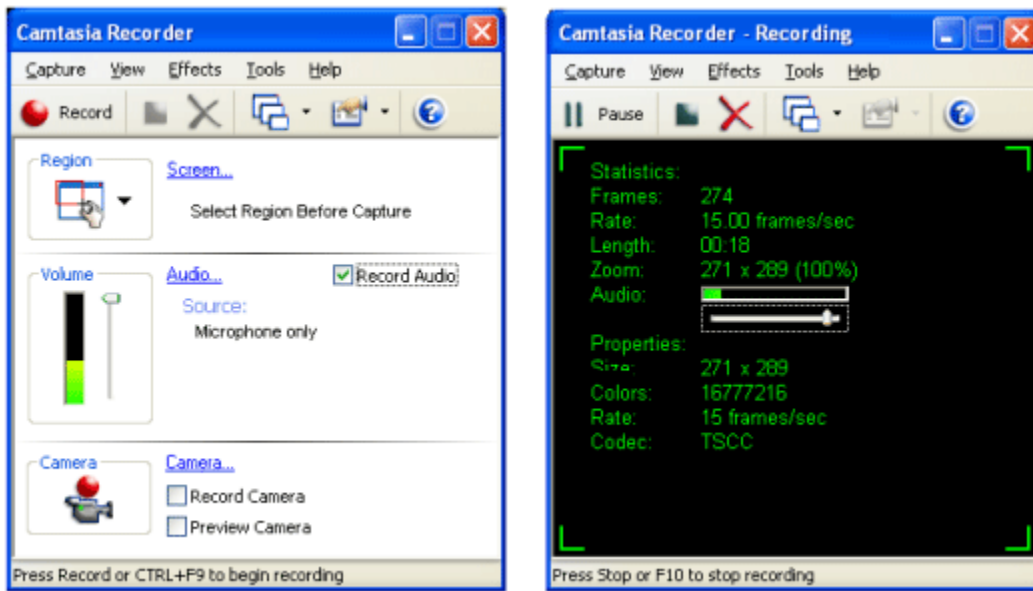 Camtasia Recorder
Capture View Effects Tools Help
Record
Region
Screen...
Select Region Before Capture
Volume
Audio...
Record Audio
Source:
Microphone only
Camera
Camera...
Record Camera
Preview Camera
Press Record or CTRL+F9 to begin recording
Camtasia Recorder - Recording
Capture View Effects Tools Help
Pause
Statistics:
Frames: 274
Rate: 15.00 frames/sec
Length: 00:18
Zoom: 271 x 289 (100%)
Audio:
Properties:
Size: 271 x 289
Colors: 16777216
Rate: 15 frames/sec
Codec: TSCC
Press Stop or F10 to stop recording